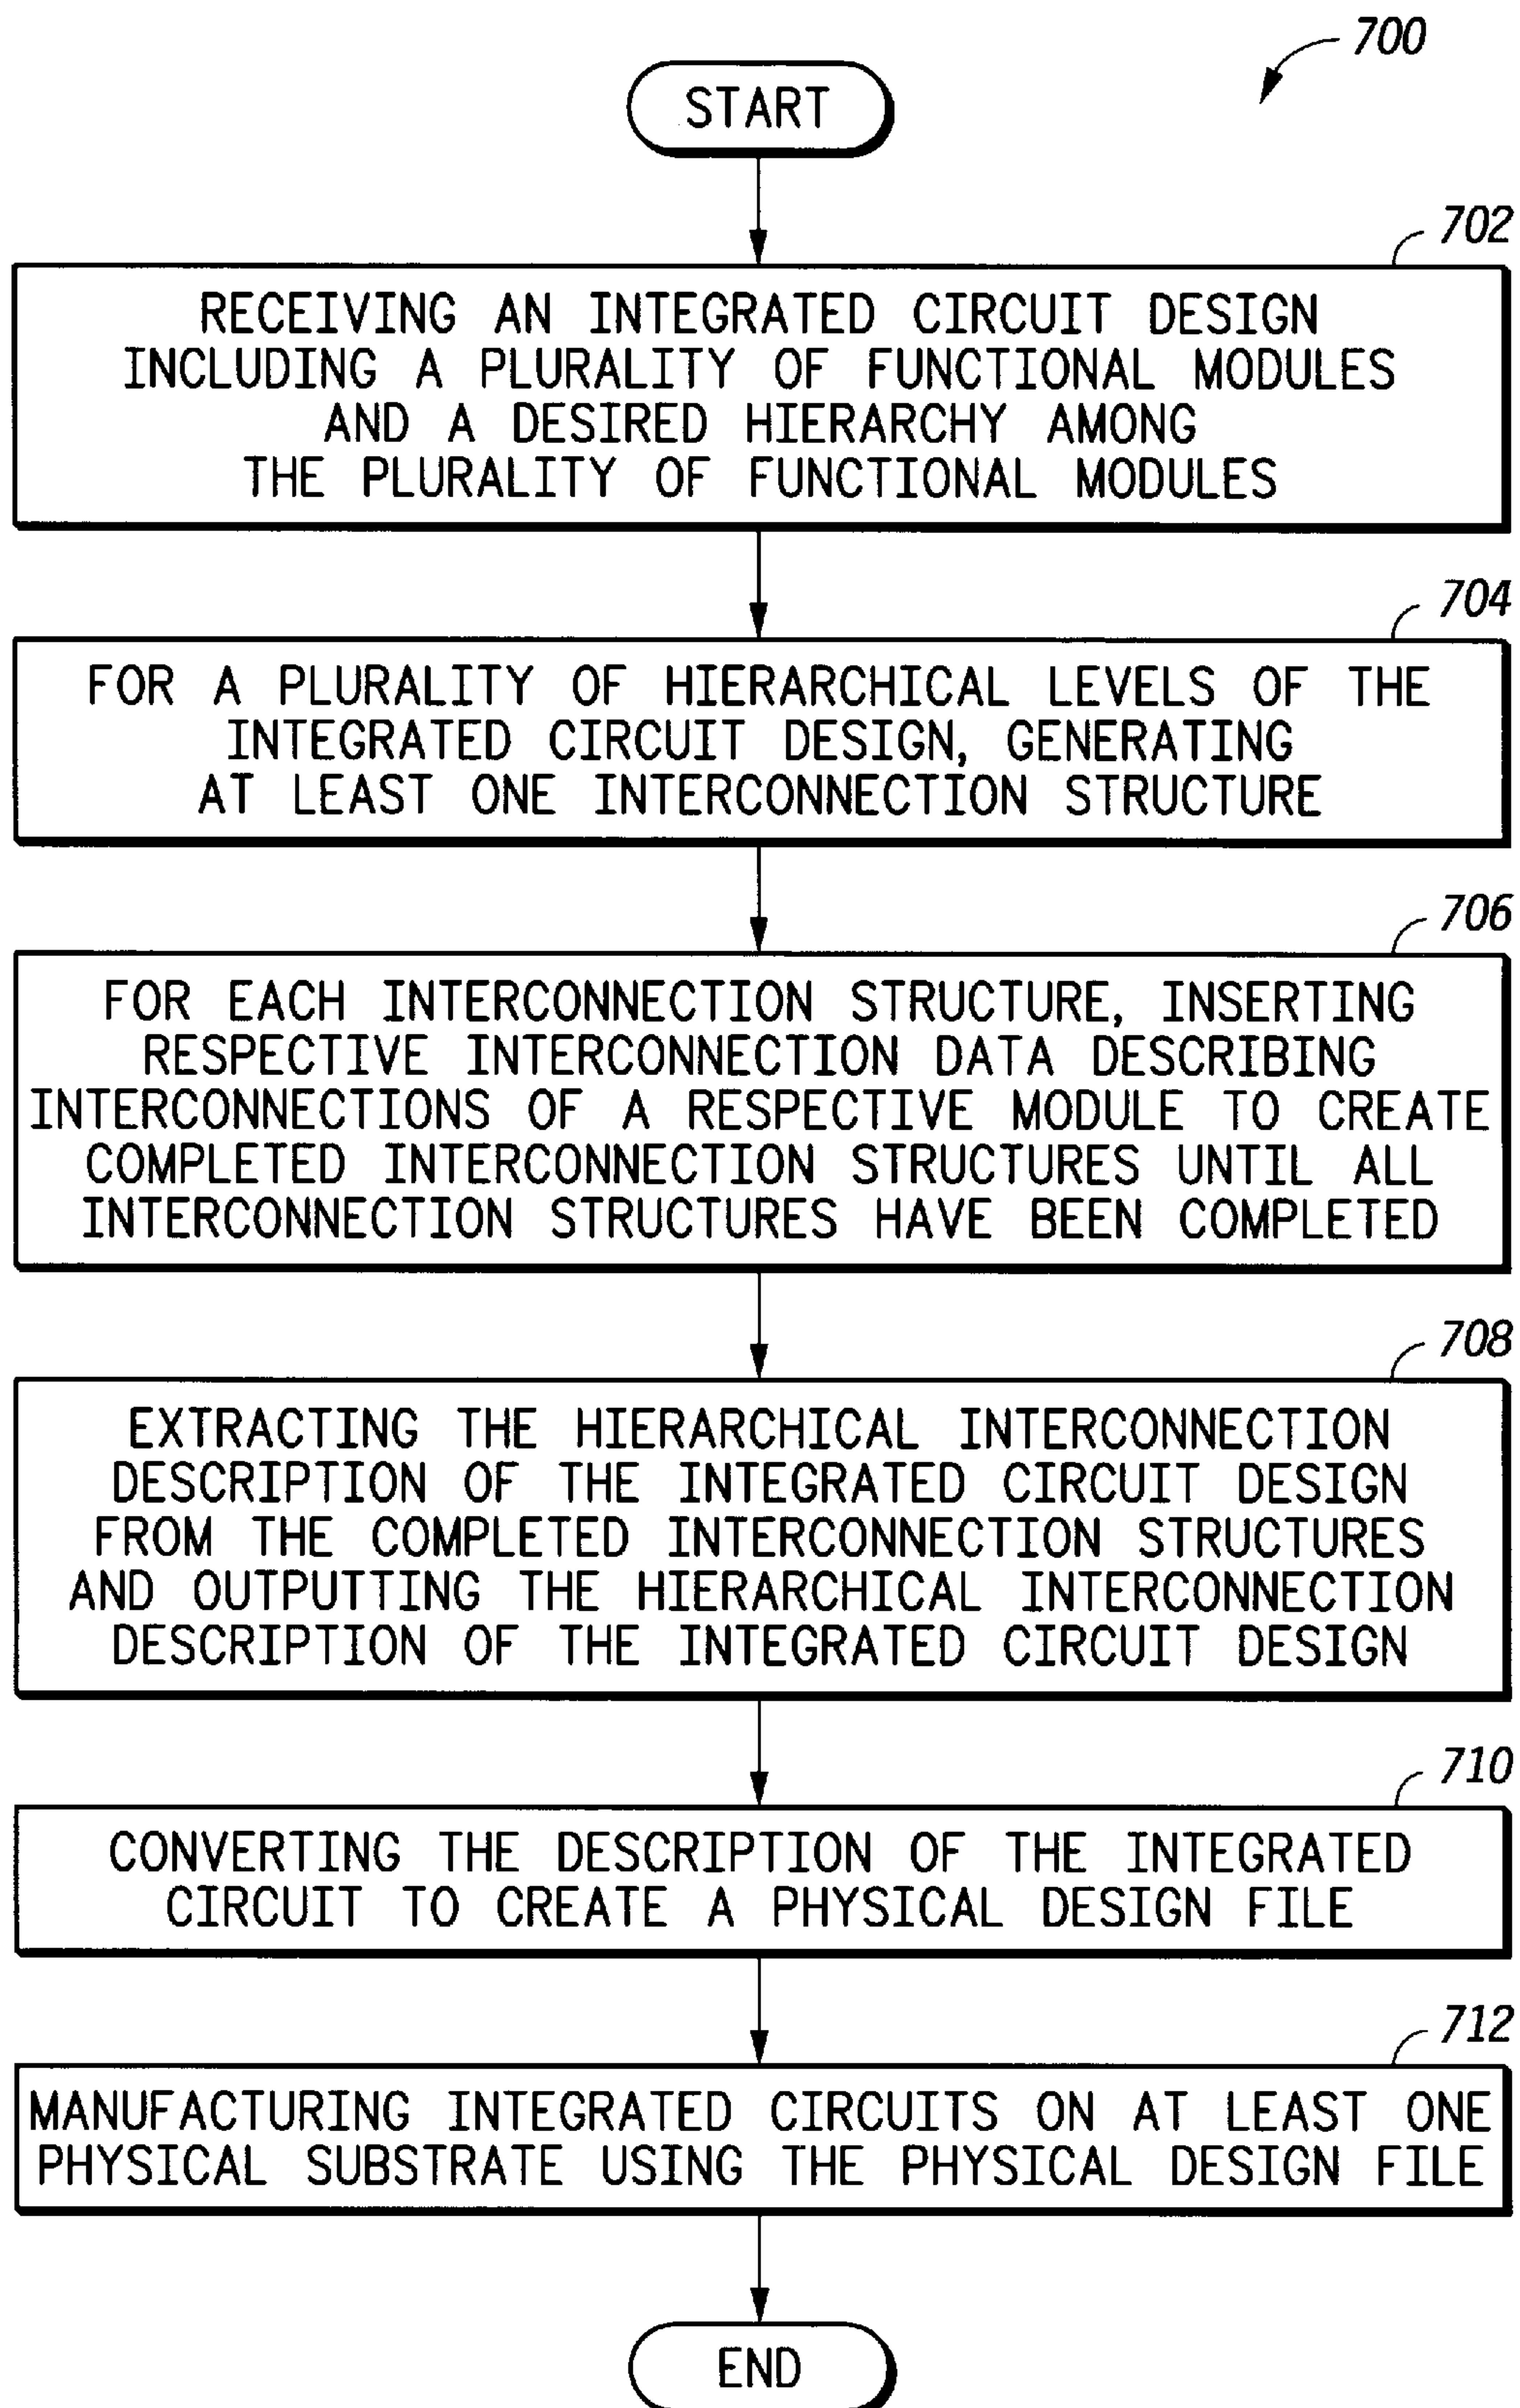 700
START
702
RECEIVING AN INTEGRATED CIRCUIT DESIGN
INCLUDING A PLURALITY OF FUNCTIONAL MODULES
AND A DESIRED HIERARCHY AMONG
THE PLURALITY OF FUNCTIONAL MODULES
704
FOR A PLURALITY OF HIERARCHICAL LEVELS OF THE
INTEGRATED CIRCUIT DESIGN, GENERATING
AT LEAST ONE INTERCONNECTION STRUCTURE
706
FOR EACH INTERCONNECTION STRUCTURE, INSERTING
RESPECTIVE INTERCONNECTION DATA DESCRIBING
INTERCONNECTIONS OF A RESPECTIVE MODULE TO CREATE
COMPLETED INTERCONNECTION STRUCTURES UNTIL ALL
INTERCONNECTION STRUCTURES HAVE BEEN COMPLETED
708
EXTRACTING THE HIERARCHICAL INTERCONNECTION
DESCRIPTION OF THE INTEGRATED CIRCUIT DESIGN
FROM THE COMPLETED INTERCONNECTION STRUCTURES
AND OUTPUTTING THE HIERARCHICAL INTERCONNECTION
DESCRIPTION OF THE INTEGRATED CIRCUIT DESIGN
710
CONVERTING THE DESCRIPTION OF THE INTEGRATED
CIRCUIT TO CREATE A PHYSICAL DESIGN FILE
712
MANUFACTURING INTEGRATED CIRCUITS ON AT LEAST ONE
PHYSICAL SUBSTRATE USING THE PHYSICAL DESIGN FILE
END